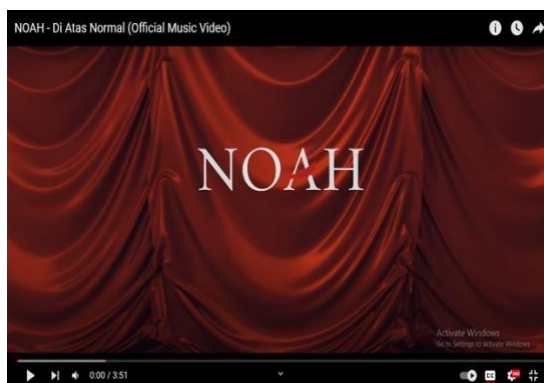 NOAH - Di Atas Normal (Official Music Video)
NOAH
Activate Windows
Go to Settings to activate Windows.
0:00 / 3:51
CC